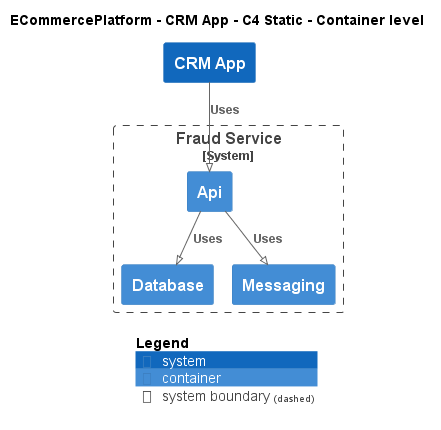 ECommercePlatform - CRM App - C4 Static - Container level
CRM App
Uses
Fraud Service
[System]
Api
Uses
Uses
Database
Messaging
Legend
system
container
system boundary (dashed)